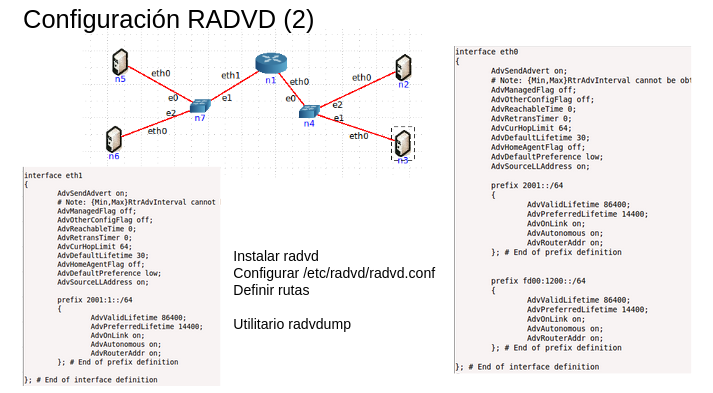 Configuración RADVD (2)
n5
eth0
e0
n7
e2
eth0
n6
eth1
e1
n1
eth0
e0
n4
eth0
e2
e1
eth0
n2
n3
interface eth1
{
AdvSendAdvert on;
# Note: {Min,Max}RtrAdvInterval cannot
AdvManagedFlag off;
AdvOtherConfigFlag off;
AdvReachableTime 0;
AdvRetransTimer 0;
AdvCurHopLimit 64;
AdvDefaultLifetime 30;
AdvHomeAgentFlag off;
AdvDefaultPreference low;
AdvSourceLLAddress on;
prefix 2001:1::/64
{
AdvValidLifetime 86400;
AdvPreferredLifetime 14400;
AdvOnLink on;
AdvAutonomous on;
AdvRouterAddr on;
}; # End of prefix definition
}; # End of interface definition
Instalar radvd
Configurar /etc/radvd/radvd.conf
Definir rutas
Utilitario radvdump
interface eth0
{
AdvSendAdvert on;
# Note: {Min,Max}RtrAdvInterval cannot be obt
AdvManagedFlag off;
AdvOtherConfigFlag off;
AdvReachableTime 0;
AdvRetransTimer 0;
AdvCurHopLimit 64;
AdvDefaultLifetime 30;
AdvHomeAgentFlag off;
AdvDefaultPreference low;
AdvSourceLLAddress on;
prefix 2001::/64
{
AdvValidLifetime 86400;
AdvPreferredLifetime 14400;
AdvOnLink on;
AdvAutonomous on;
AdvRouterAddr on;
}; # End of prefix definition
prefix fd00:1200::/64
{
AdvValidLifetime 86400;
AdvPreferredLifetime 14400;
AdvOnLink on;
AdvAutonomous on;
AdvRouterAddr on;
}; # End of prefix definition
}; # End of interface definition